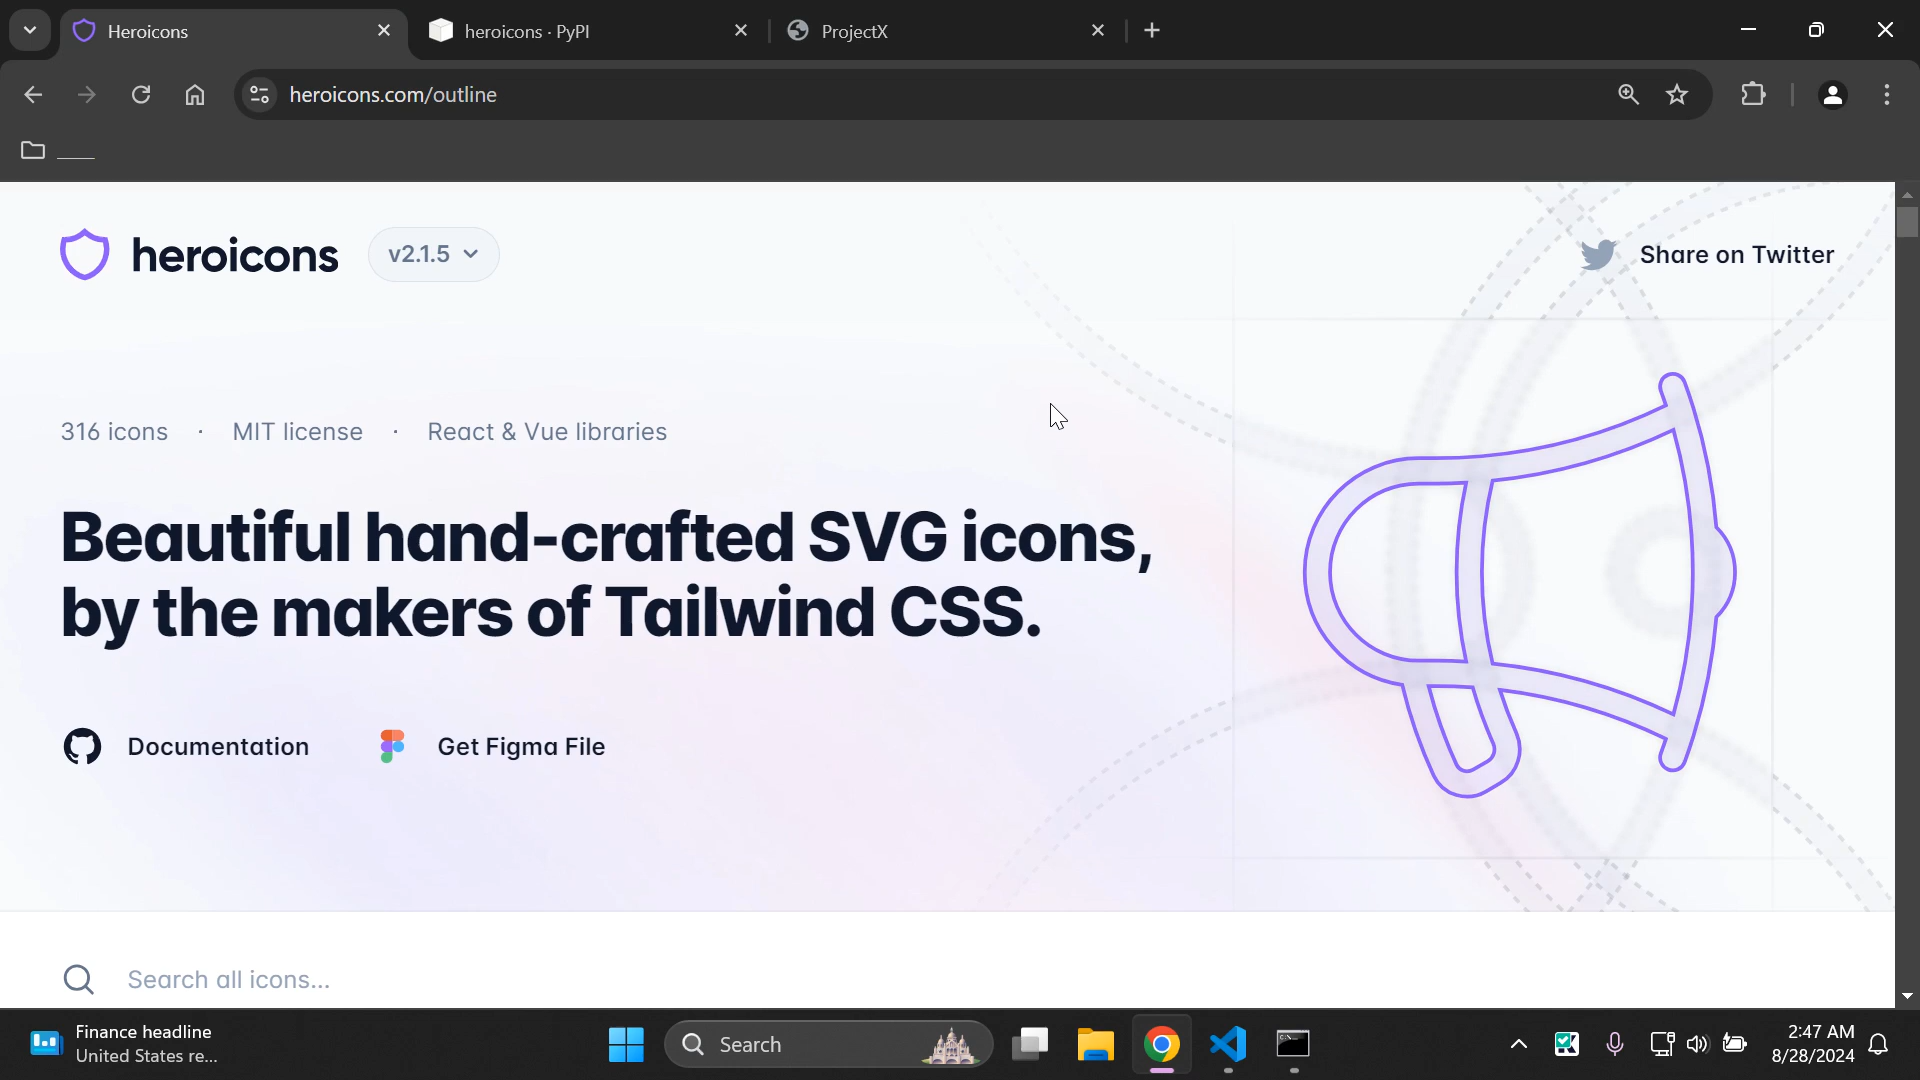 Heroicons
heroicons · PyPI
ProjectX
heroicons.com/outline
____
heroicons
v2.1.5
Share on Twitter
316 icons · MIT license · React & Vue libraries
Beautiful hand-crafted SVG icons,
by the makers of Tailwind CSS.
Documentation
Get Figma File
Search all icons...
Finance headline
United States re...
Search
2:47 AM
8/28/2024